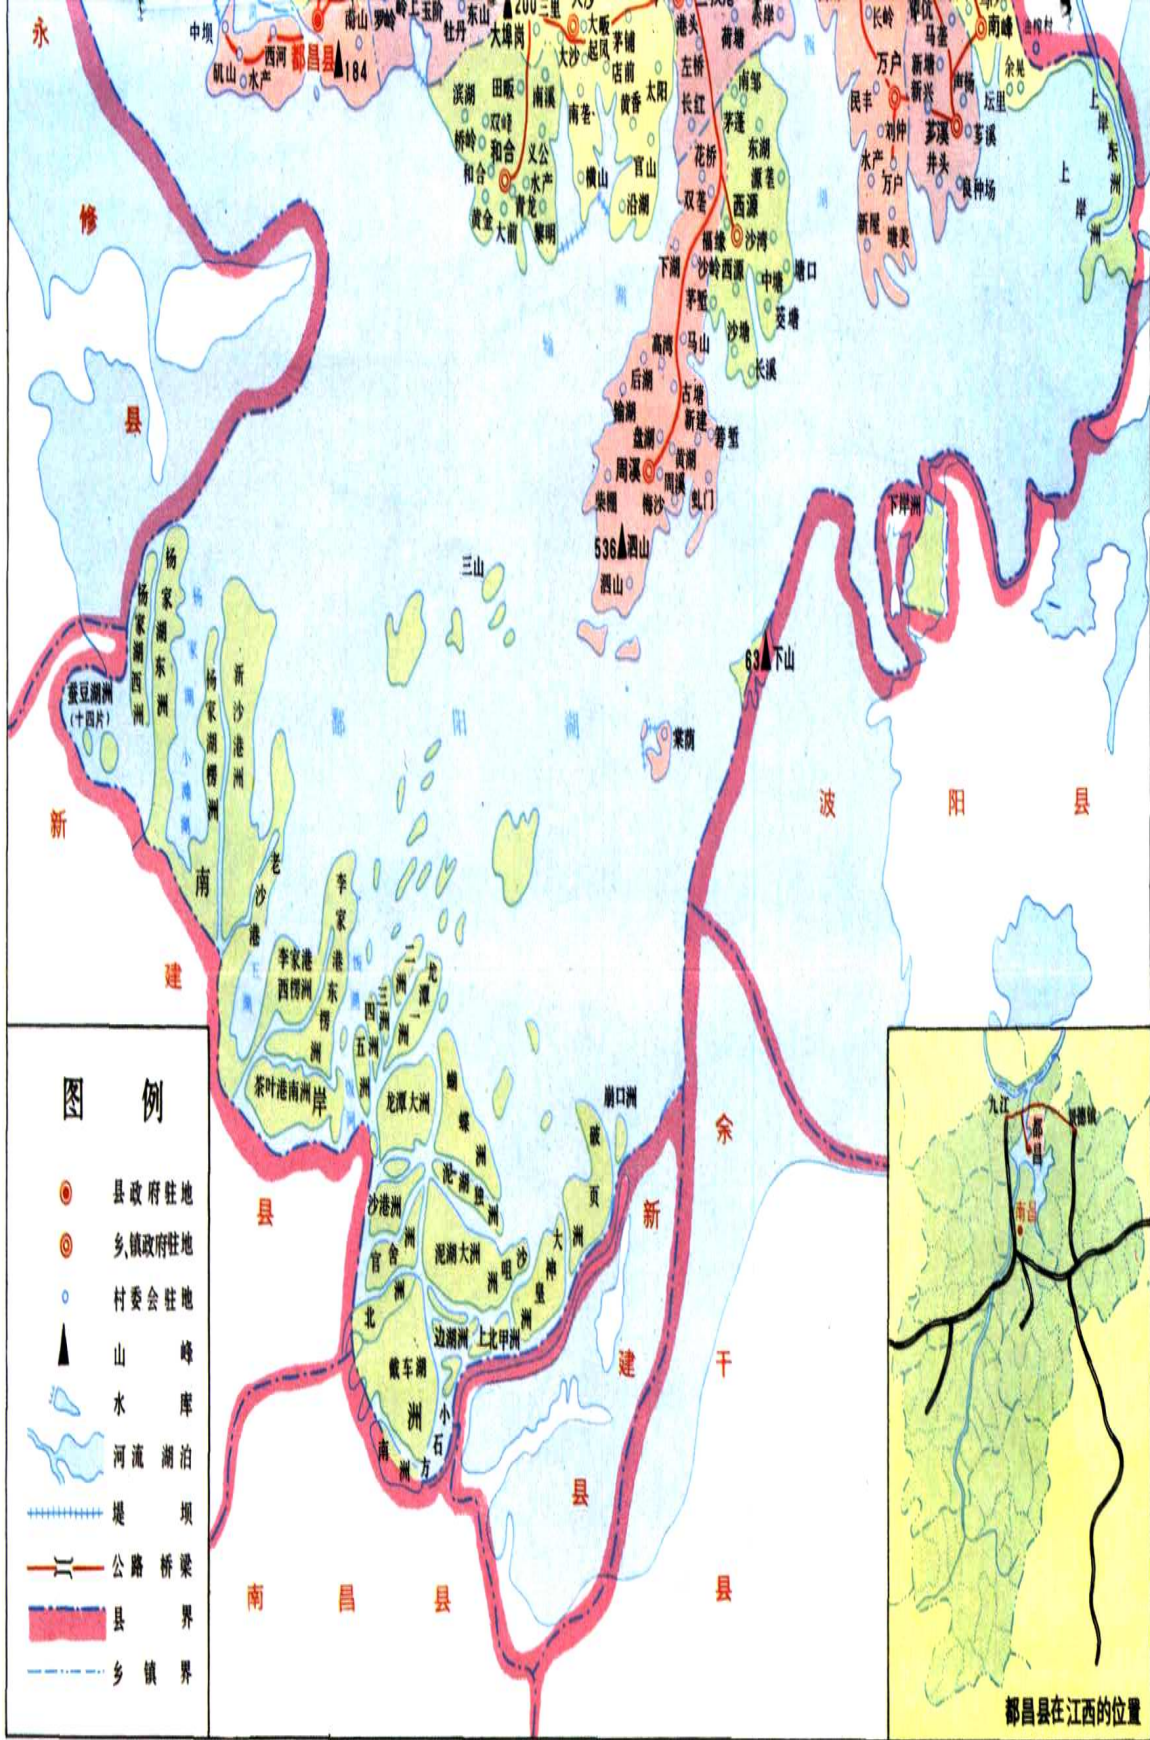 中坝
西河
都昌县
矶山
水产
184
南山
罗岭
上玉阶
牡丹
东山
大埠岗
200
三里
大沙
大畈
起凤
茅铺
店前
港头
荷塘
长岭
马垄
南峰
滨湖
田畈
南溪
桥岭
双峰
和合
义公
和合
水产
青龙
黎明
黄金
大前
南垄
横山
黄香
太阳
官山
沿湖
左桥
长红
花桥
双垄
南邹
茅莲
东湖
源垄
西源
沙湾
福缘
下湖
沙岭
西源
中塘
塘口
茅垱
茭塘
沙塘
马山
长溪
高湾
后湖
古塘
输湖
新建
盘湖
周溪
黄湖
周溪
柴棚
梅沙
虬门
536
泗山
泗山
万户
新塘
新兴
民丰
刘仲
芗溪
声杨
余晃
坛里
芗溪
井头
水产
万户
良种场
新屋
塘美
上岸东洲
上岸洲
下岸洲
永修县
三山
63
下山
棠荫
鄱阳湖
波阳县
杨家湖西洲
杨家湖东洲
蚕豆湖洲
(十四片)
杨家湖
小滩湖
杨家湖楞洲
新沙港洲
新建县
南岸洲
老沙港
李家港西楞洲
李家港东楞洲
茶叶港南洲
二洲
三洲
四洲
五洲
龙潭一洲
龙潭大洲
蝴蝶洲
崩口洲
破页洲
沙港洲
官舍洲
泥湖大洲
沙咀洲
大神皇洲
北洲
边湖洲
上北甲洲
戴车湖
小石方
南洲
新建县
余干县
南昌县
图例
县政府驻地
乡、镇政府驻地
村委会驻地
山峰
水库
河流 湖泊
堤坝
公路 桥梁
县界
乡镇界
九江
都昌
南昌
都昌县在江西的位置